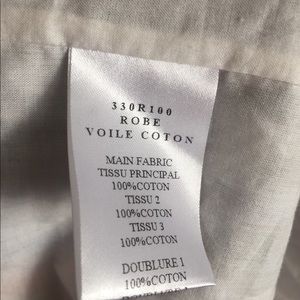 330R100
ROBE
VOILE COTON
MAIN FABRIC
TISSU PRINCIPAL
100%COTON
TISSU 2
100%COTON
TISSU 3
100%COTON
DOUBLURE 1
100%COTON
DOUBLURE